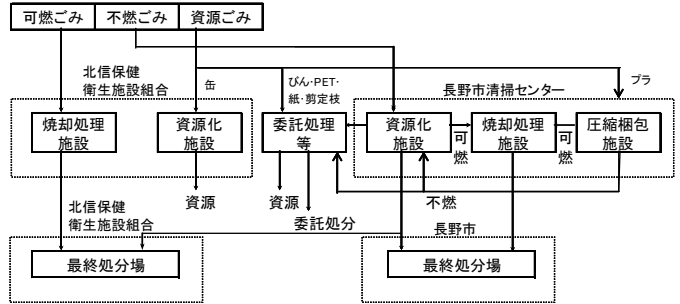 可燃ごみ 不燃ごみ 資源ごみ
北信保健
衛生施設組合
缶
びん･PET･
紙･剪定枝
長野市清掃センター
プラ
焼却処理
施設
資源化
施設
委託処理
等
資源化
施設
可
燃
焼却処理
施設
可
燃
圧縮梱包
施設
資源
資源
委託処分
不燃
北信保健
衛生施設組合
長野市
最終処分場
最終処分場